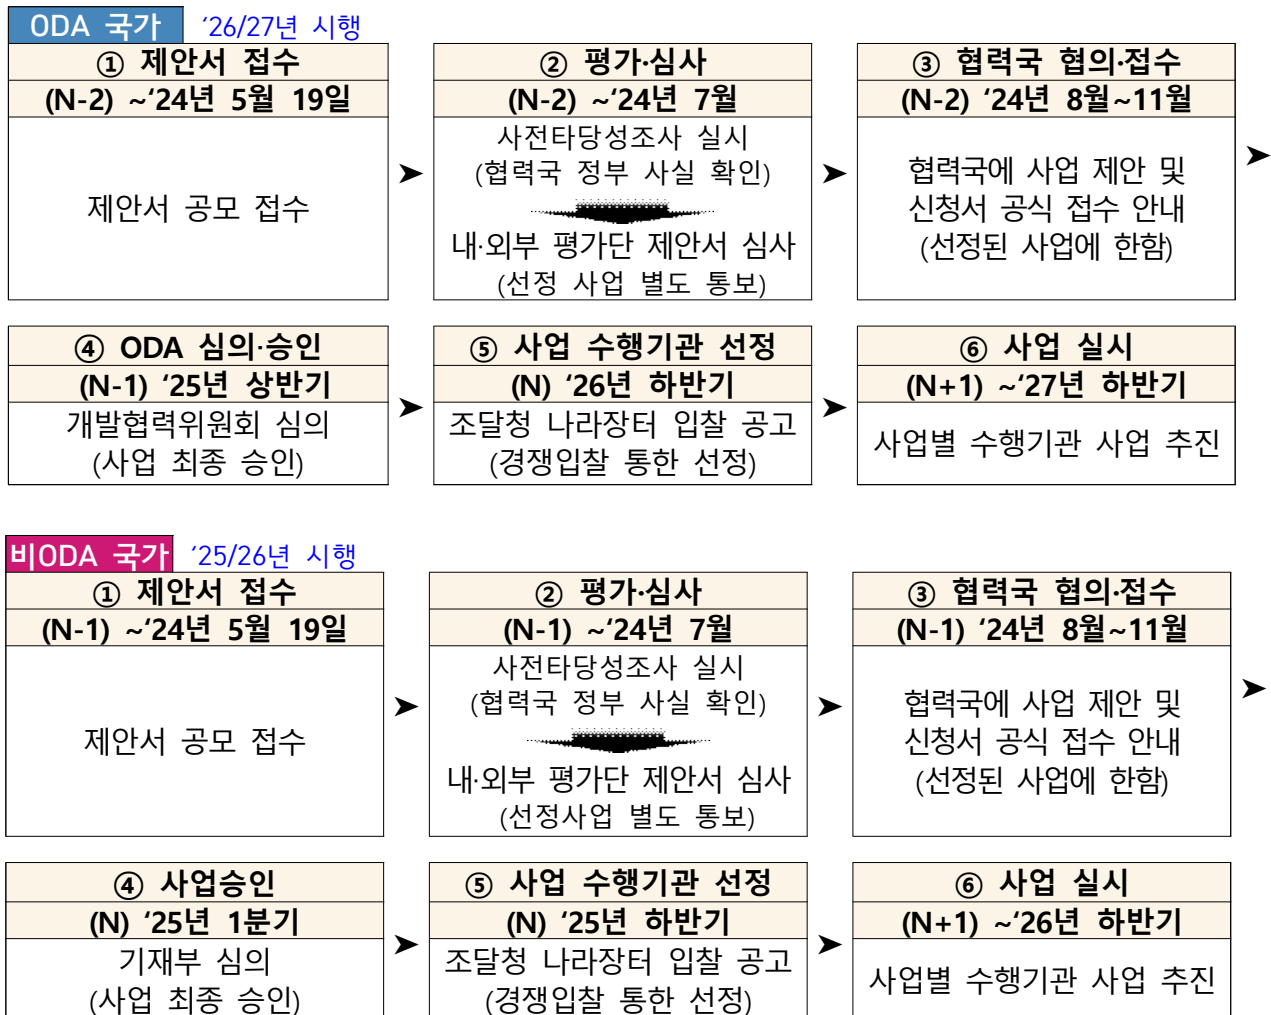 ODA 국가 ‘26/27년 시행
① 제안서 접수
(N-2) ~‘24년 5월 19일
제안서 공모 접수
➤
② 평가·심사
(N-2) ~‘24년 7월
사전타당성조사 실시
(협력국 정부 사실 확인)
내·외부 평가단 제안서 심사
(선정 사업 별도 통보)
➤
③ 협력국 협의·접수
(N-2) ‘24년 8월~11월
협력국에 사업 제안 및
신청서 공식 접수 안내
(선정된 사업에 한함)
➤
④ ODA 심의·승인
(N-1) ‘25년 상반기
개발협력위원회 심의
(사업 최종 승인)
➤
⑤ 사업 수행기관 선정
(N) ‘26년 하반기
조달청 나라장터 입찰 공고
(경쟁입찰 통한 선정)
➤
⑥ 사업 실시
(N+1) ~‘27년 하반기
사업별 수행기관 사업 추진
비ODA 국가 ‘25/26년 시행
① 제안서 접수
(N-1) ~‘24년 5월 19일
제안서 공모 접수
➤
② 평가·심사
(N-1) ~‘24년 7월
사전타당성조사 실시
(협력국 정부 사실 확인)
내·외부 평가단 제안서 심사
(선정사업 별도 통보)
➤
③ 협력국 협의·접수
(N-1) ‘24년 8월~11월
협력국에 사업 제안 및
신청서 공식 접수 안내
(선정된 사업에 한함)
➤
④ 사업승인
(N) ‘25년 1분기
기재부 심의
(사업 최종 승인)
➤
⑤ 사업 수행기관 선정
(N) ‘25년 하반기
조달청 나라장터 입찰 공고
(경쟁입찰 통한 선정)
➤
⑥ 사업 실시
(N+1) ~‘26년 하반기
사업별 수행기관 사업 추진